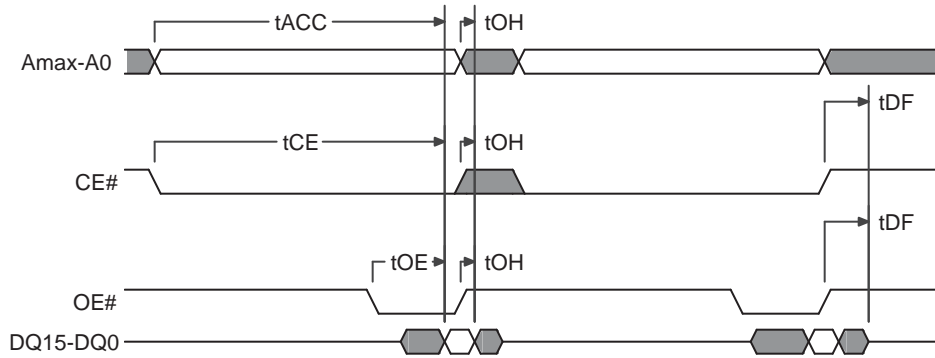 tACC tOH
Amax-A0
tDF
tCE tOH
CE#
tDF
tOE tOH
OE#
DQ15-DQ0